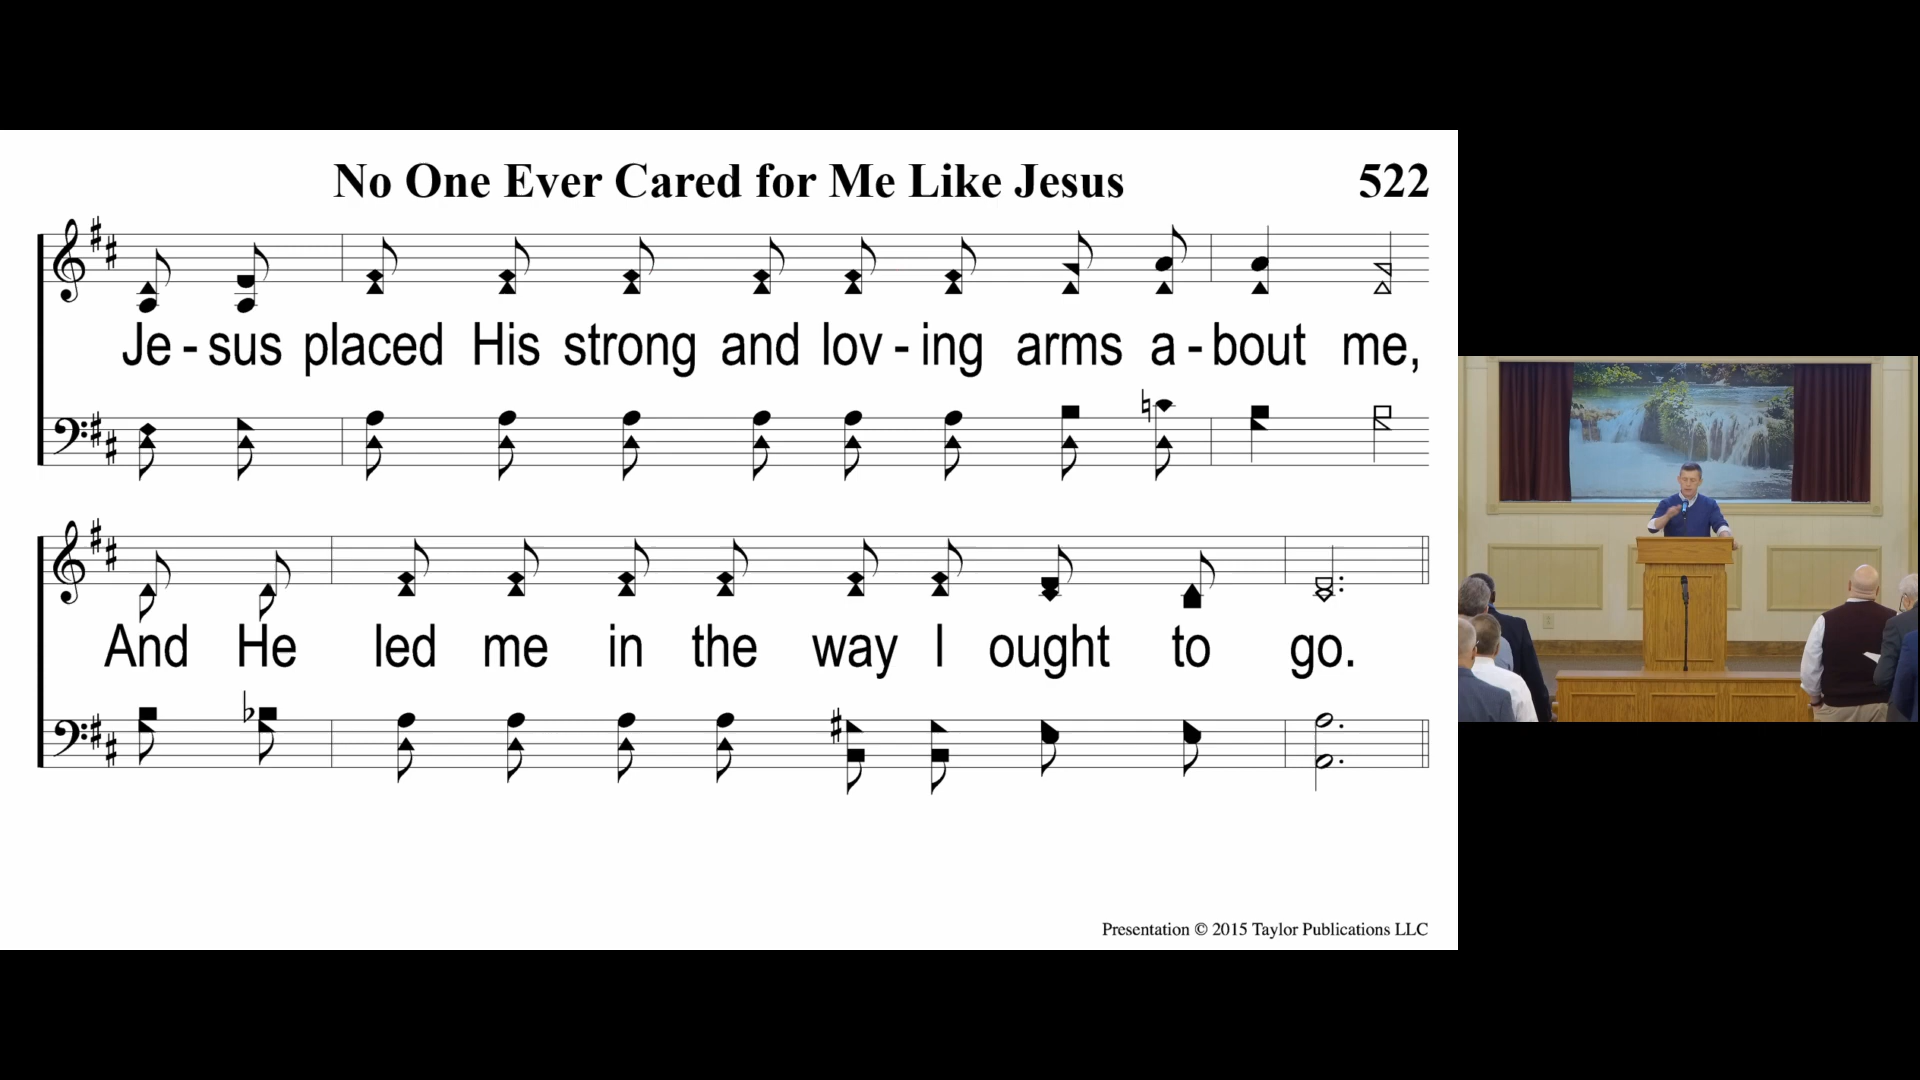 No One Ever Cared for Me Like Jesus 522
Je - sus placed His strong and lov - ing arms a - bout me,
And He led me in the way I ought to go.
Presentation © 2015 Taylor Publications LLC